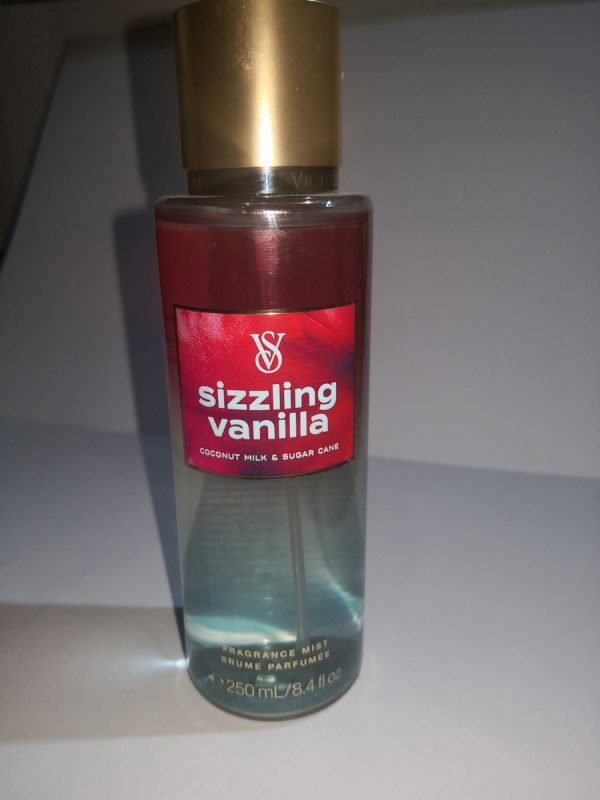 VS
sizzling
vanilla
COCONUT MILK & SUGAR CANE
FRAGRANCE MIST
BRUME PARFUMÉE
℮ 250 mL/8.4 fl oz